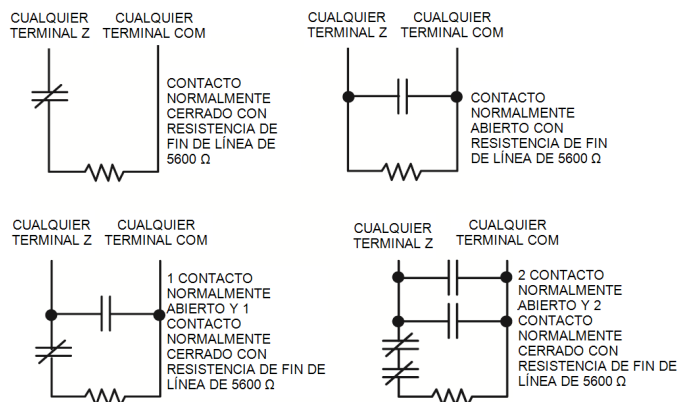 CUALQUIER
TERMINAL Z
CUALQUIER
TERMINAL COM
CONTACTO
NORMALMENTE
CERRADO CON
RESISTENCIA DE
FIN DE LÍNEA DE
5600 Ω
CUALQUIER
TERMINAL Z
CUALQUIER
TERMINAL COM
CONTACTO
NORMALMENTE
ABIERTO CON
RESISTENCIA DE FIN
DE LÍNEA DE 5600 Ω
CUALQUIER
TERMINAL Z
CUALQUIER
TERMINAL COM
1 CONTACTO
NORMALMENTE
ABIERTO Y 1
CONTACTO
NORMALMENTE
CERRADO CON
RESISTENCIA DE FIN DE
LÍNEA DE 5600 Ω
CUALQUIER
TERMINAL Z
CUALQUIER
TERMINAL COM
2 CONTACTO
NORMALMENTE
ABIERTO Y 2
CONTACTO
NORMALMENTE
CERRADO CON
RESISTENCIA DE FIN DE
LÍNEA DE 5600 Ω